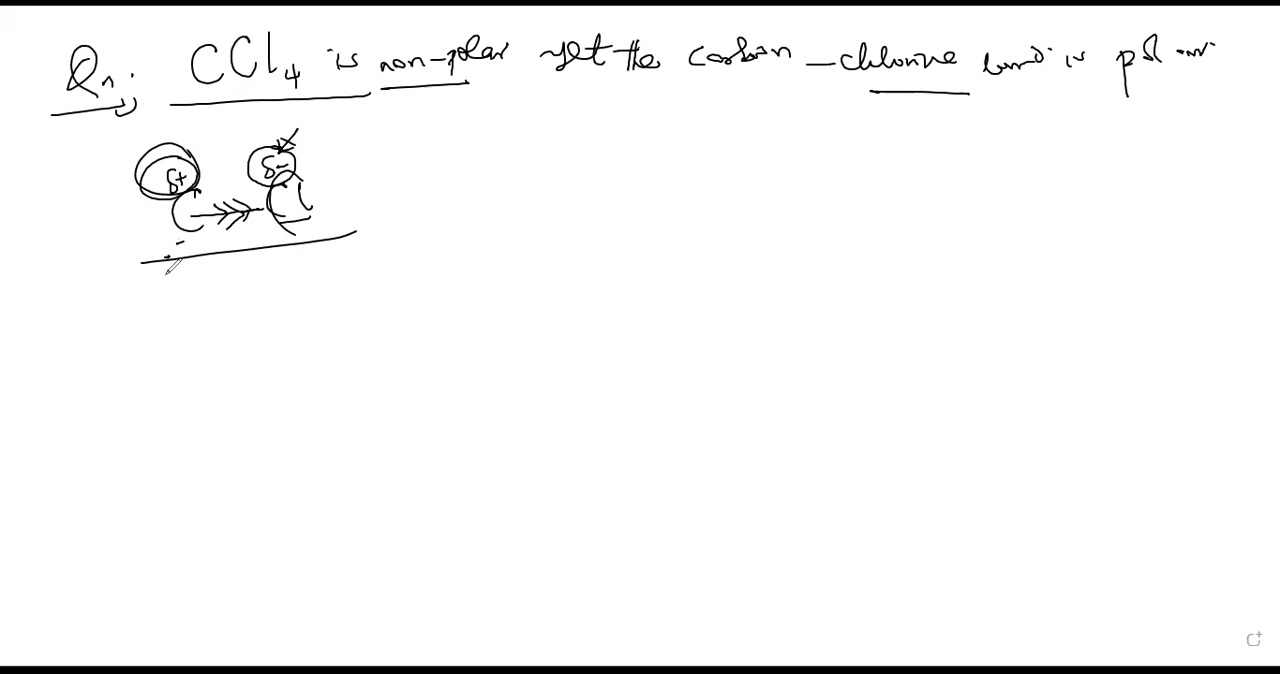 Qn: CCl4 is non-polar yet the carbon -chlorine bond is polar
δ+ δ-
C Cl